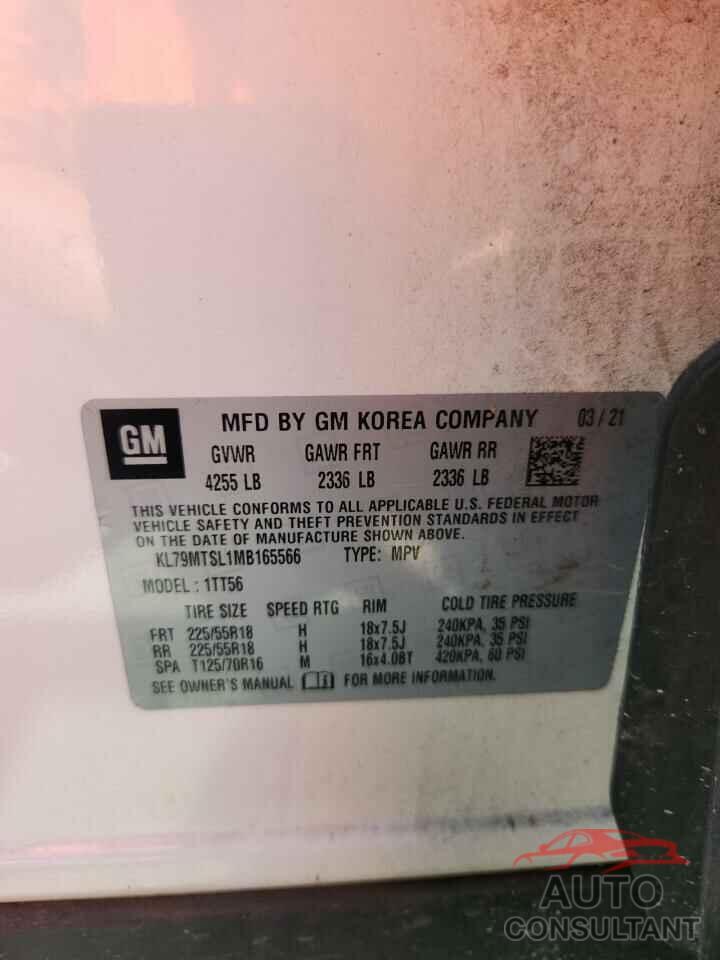 GM
MFD BY GM KOREA COMPANY 03 / 21
GVWR GAWR FRT GAWR RR
4255 LB 2336 LB 2336 LB
THIS VEHICLE CONFORMS TO ALL APPLICABLE U.S. FEDERAL MOTOR
VEHICLE SAFETY AND THEFT PREVENTION STANDARDS IN EFFECT
ON THE DATE OF MANUFACTURE SHOWN ABOVE.
KL79MTSL1MB165566 TYPE: MPV
MODEL : 1TT56
TIRE SIZE SPEED RTG RIM COLD TIRE PRESSURE
FRT 225/55R18 H 18x7.5J 240KPA, 35 PSI
RR 225/55R18 H 18x7.5J 240KPA, 35 PSI
SPA T125/70R16 M 16x4.0BT 420KPA, 60 PSI
SEE OWNER'S MANUAL FOR MORE INFORMATION.
AUTO
CONSULTANT